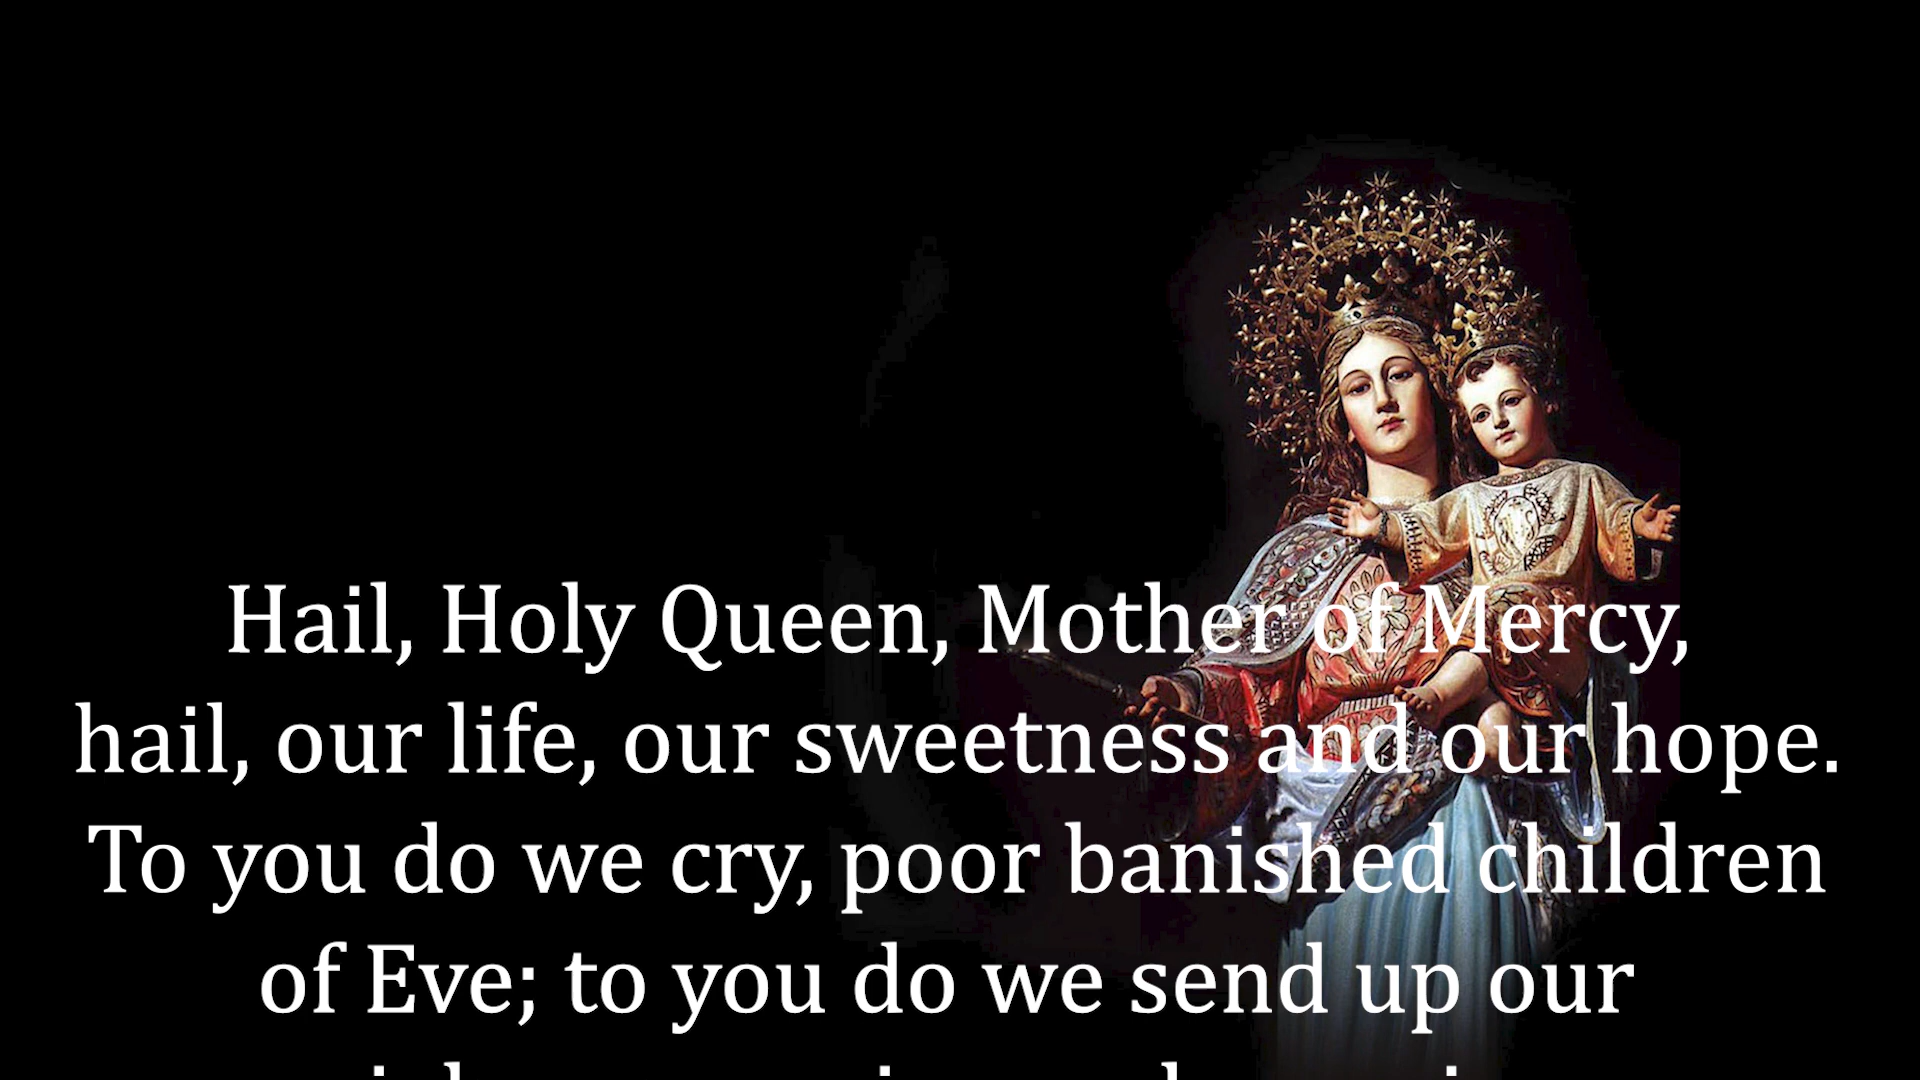 Hail, Holy Queen, Mother of Mercy,
hail, our life, our sweetness and our hope.
To you do we cry, poor banished children
of Eve; to you do we send up our